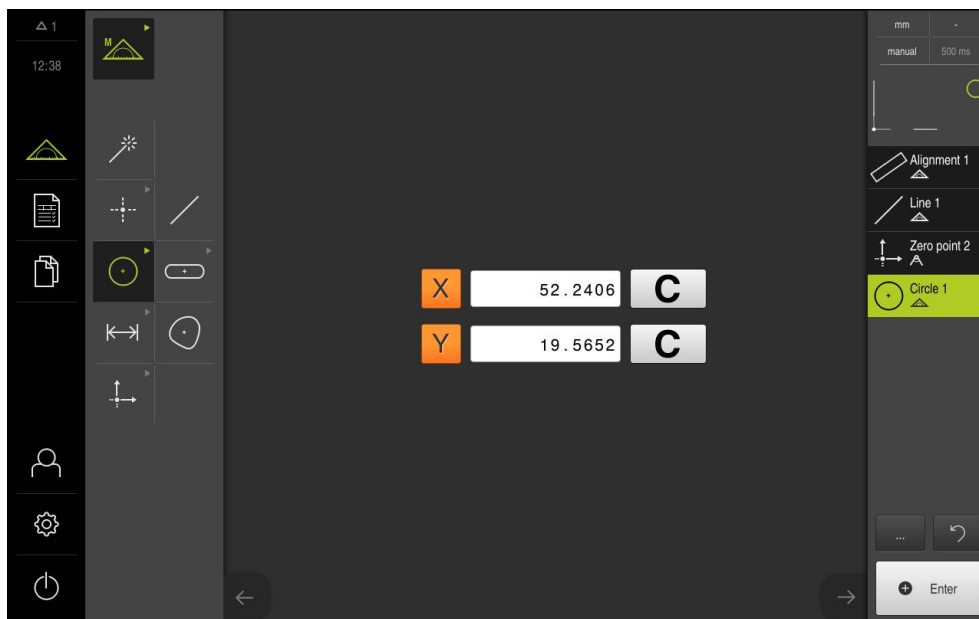 1
12:38
M
X 52.2406 C
Y 19.5652 C
mm -
manual 500 ms
Alignment 1
Line 1
Zero point 2
Circle 1
...
Enter